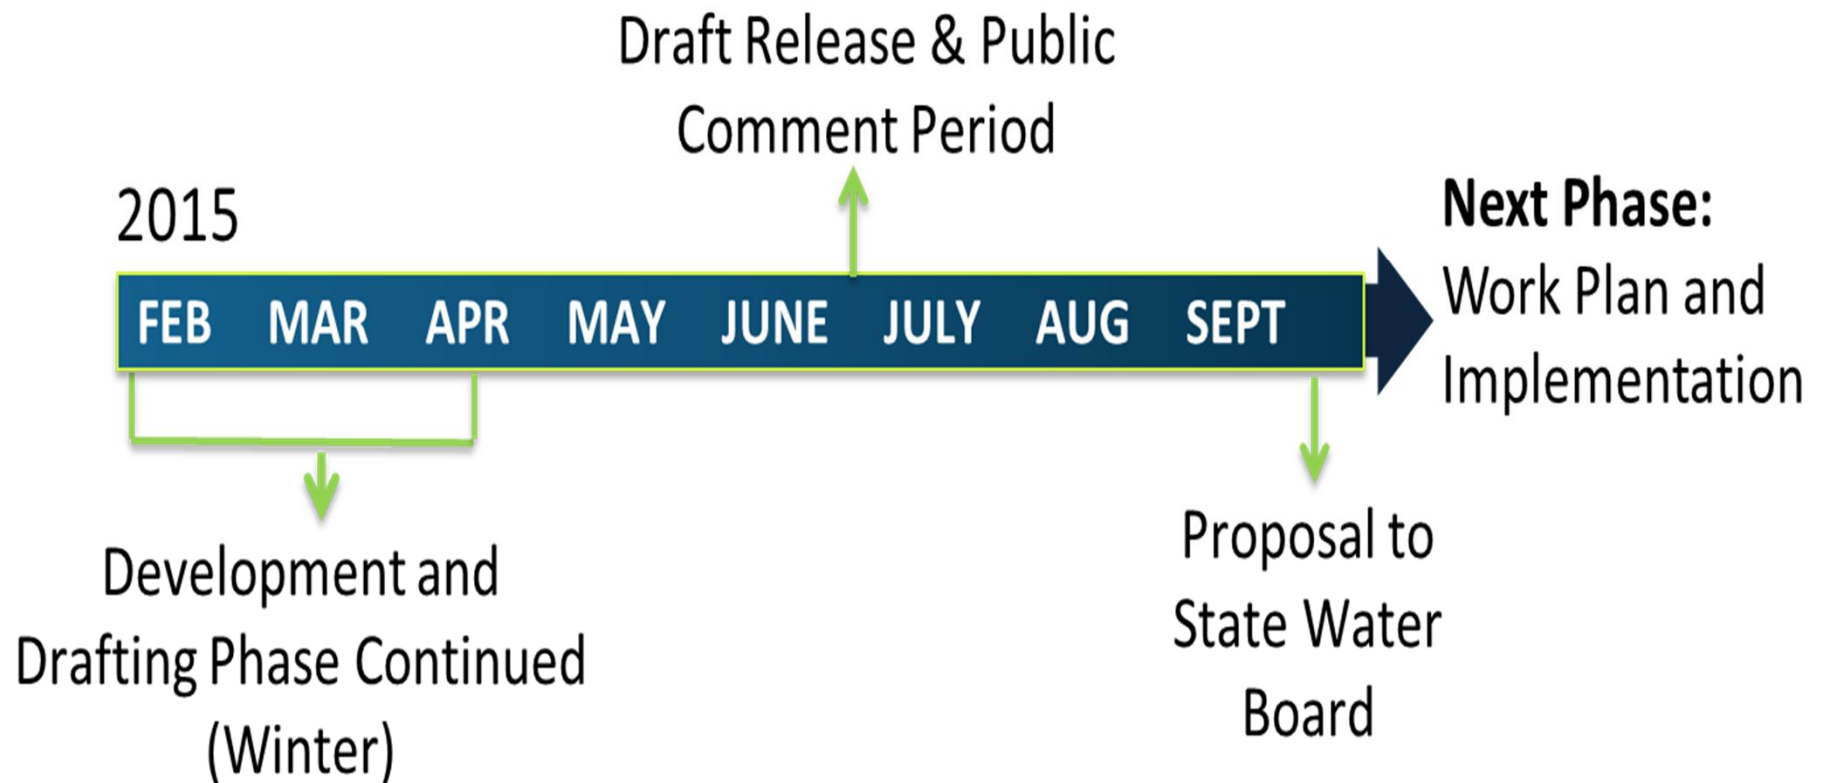 Draft Release & Public
Comment Period
2015
FEB MAR APR MAY JUNE JULY AUG SEPT
Next Phase:
Work Plan and
Implementation
Development and
Drafting Phase Continued
(Winter)
Proposal to
State Water
Board